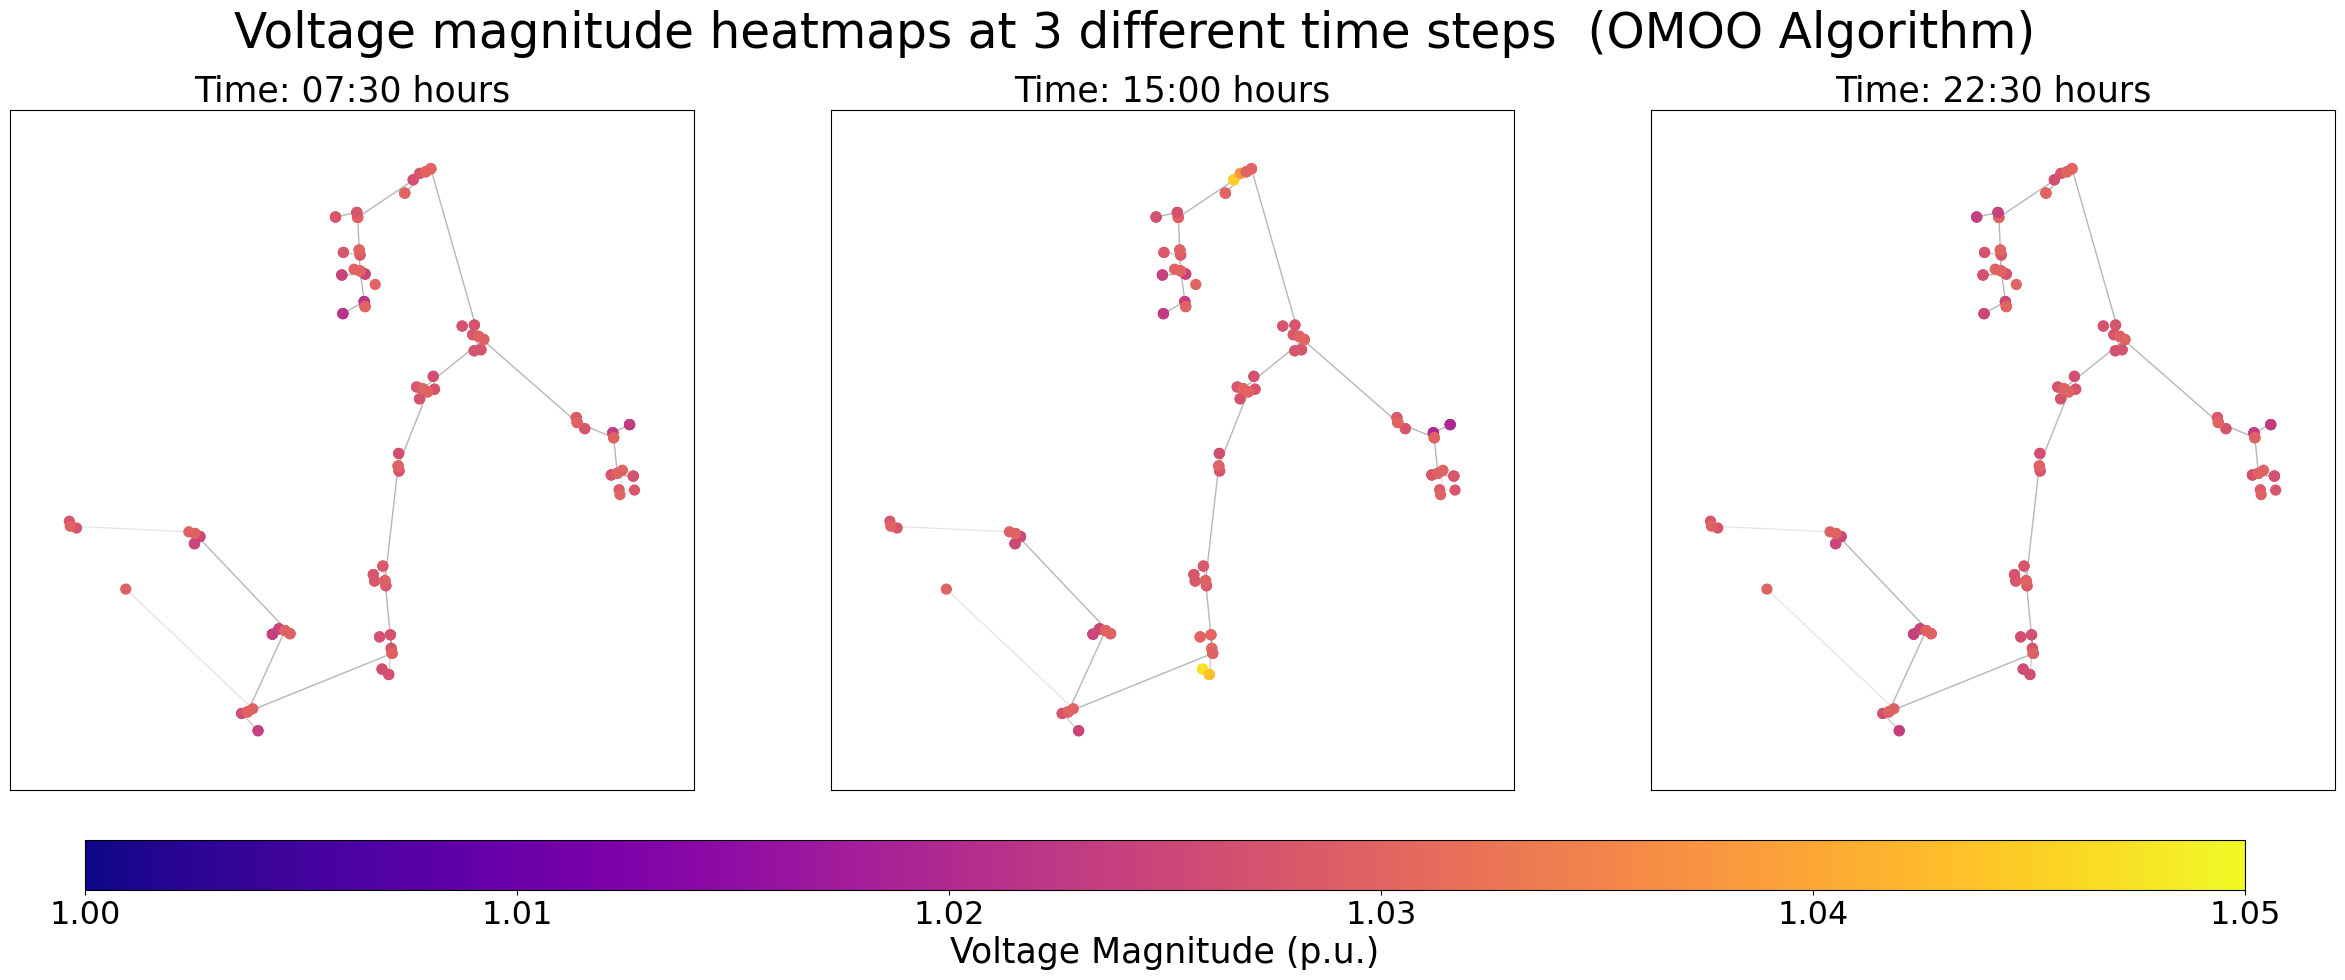 Voltage magnitude heatmaps at 3 different time steps  (OMOO Algorithm)
Time: 07:30 hours
Time: 15:00 hours
Time: 22:30 hours
1.00 1.01 1.02 1.03 1.04 1.05
Voltage Magnitude (p.u.)